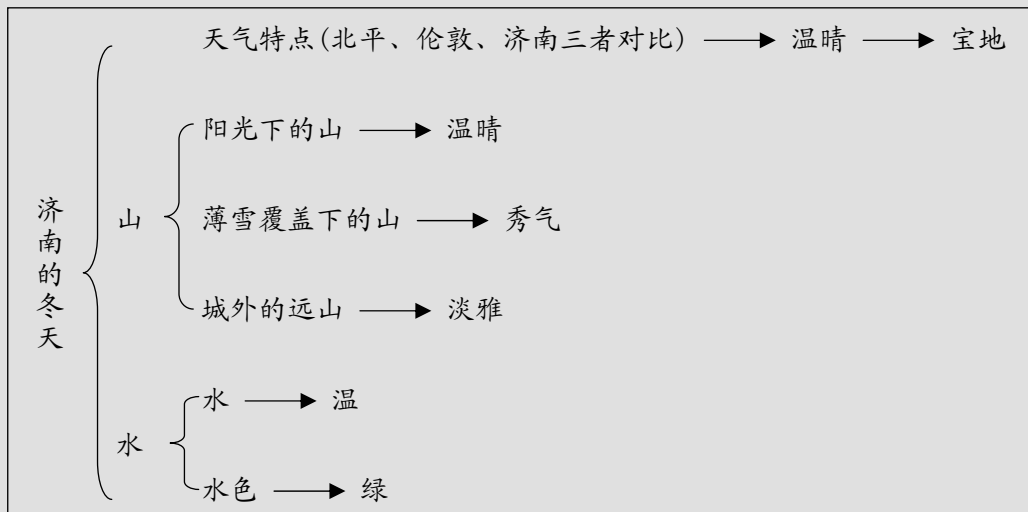 天气特点(北平、伦敦、济南三者对比) 温晴 宝地
济南的冬天
山
阳光下的山 温晴
薄雪覆盖下的山 秀气
城外的远山 淡雅
水
水 温
水色 绿